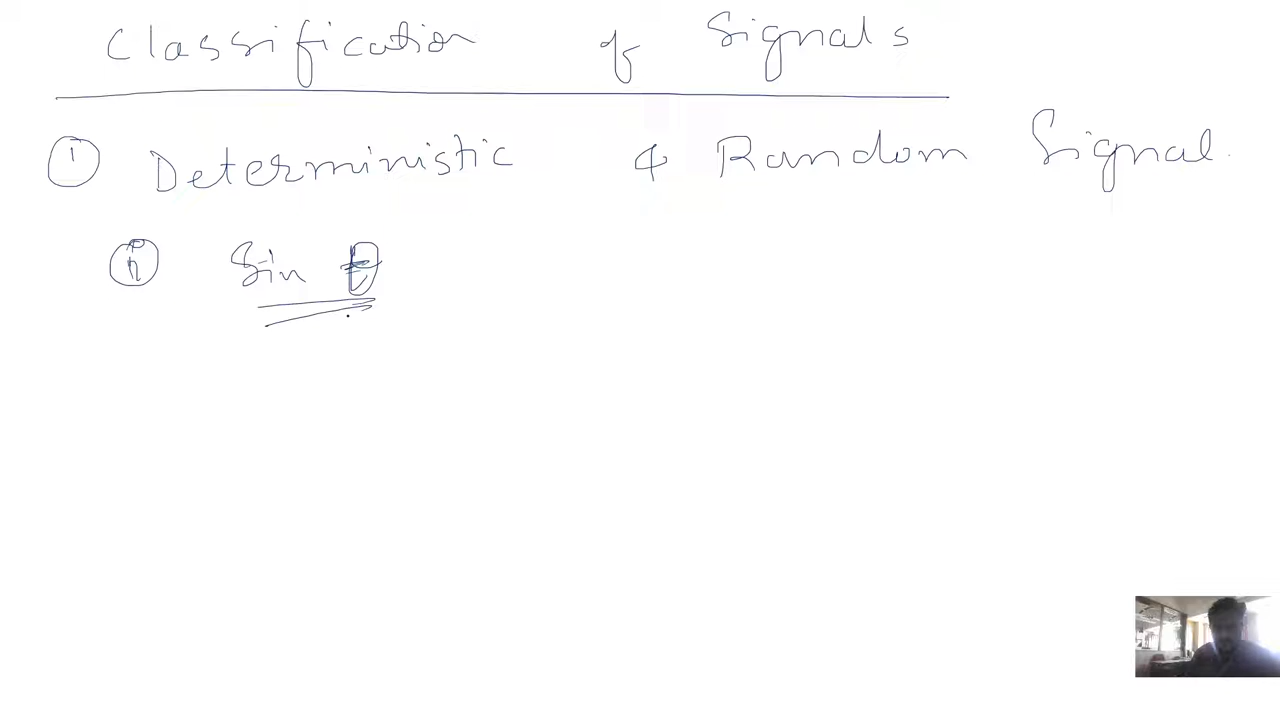 Classification of Signals
① Deterministic & Random Signal.
Sin